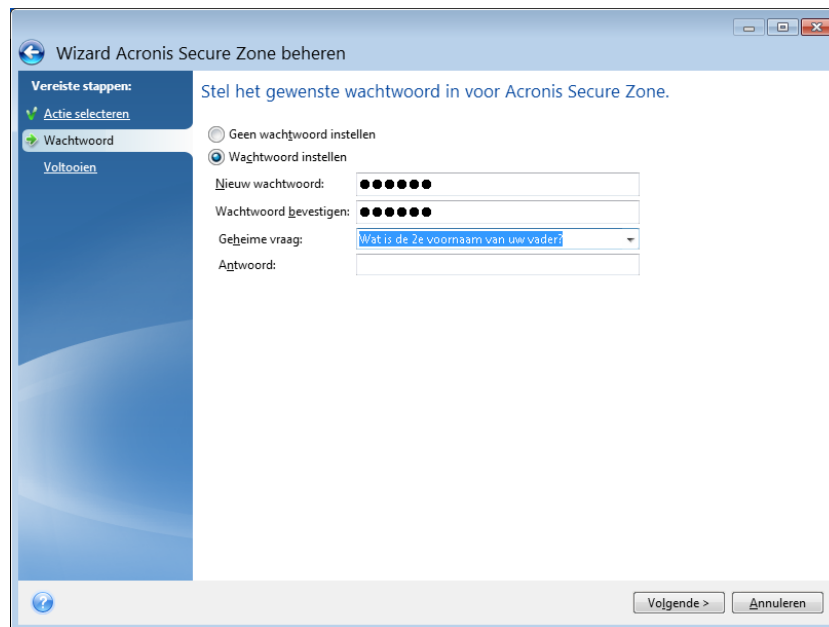 Wizard Acronis Secure Zone beheren
Vereiste stappen:
Actie selecteren
Wachtwoord
Voltooien
Stel het gewenste wachtwoord in voor Acronis Secure Zone.
Geen wachtwoord instellen
Wachtwoord instellen
Nieuw wachtwoord: ●●●●●●
Wachtwoord bevestigen: ●●●●●●
Geheime vraag: Wat is de 2e voornaam van uw vader?
Antwoord:
?
Volgende >
Annuleren